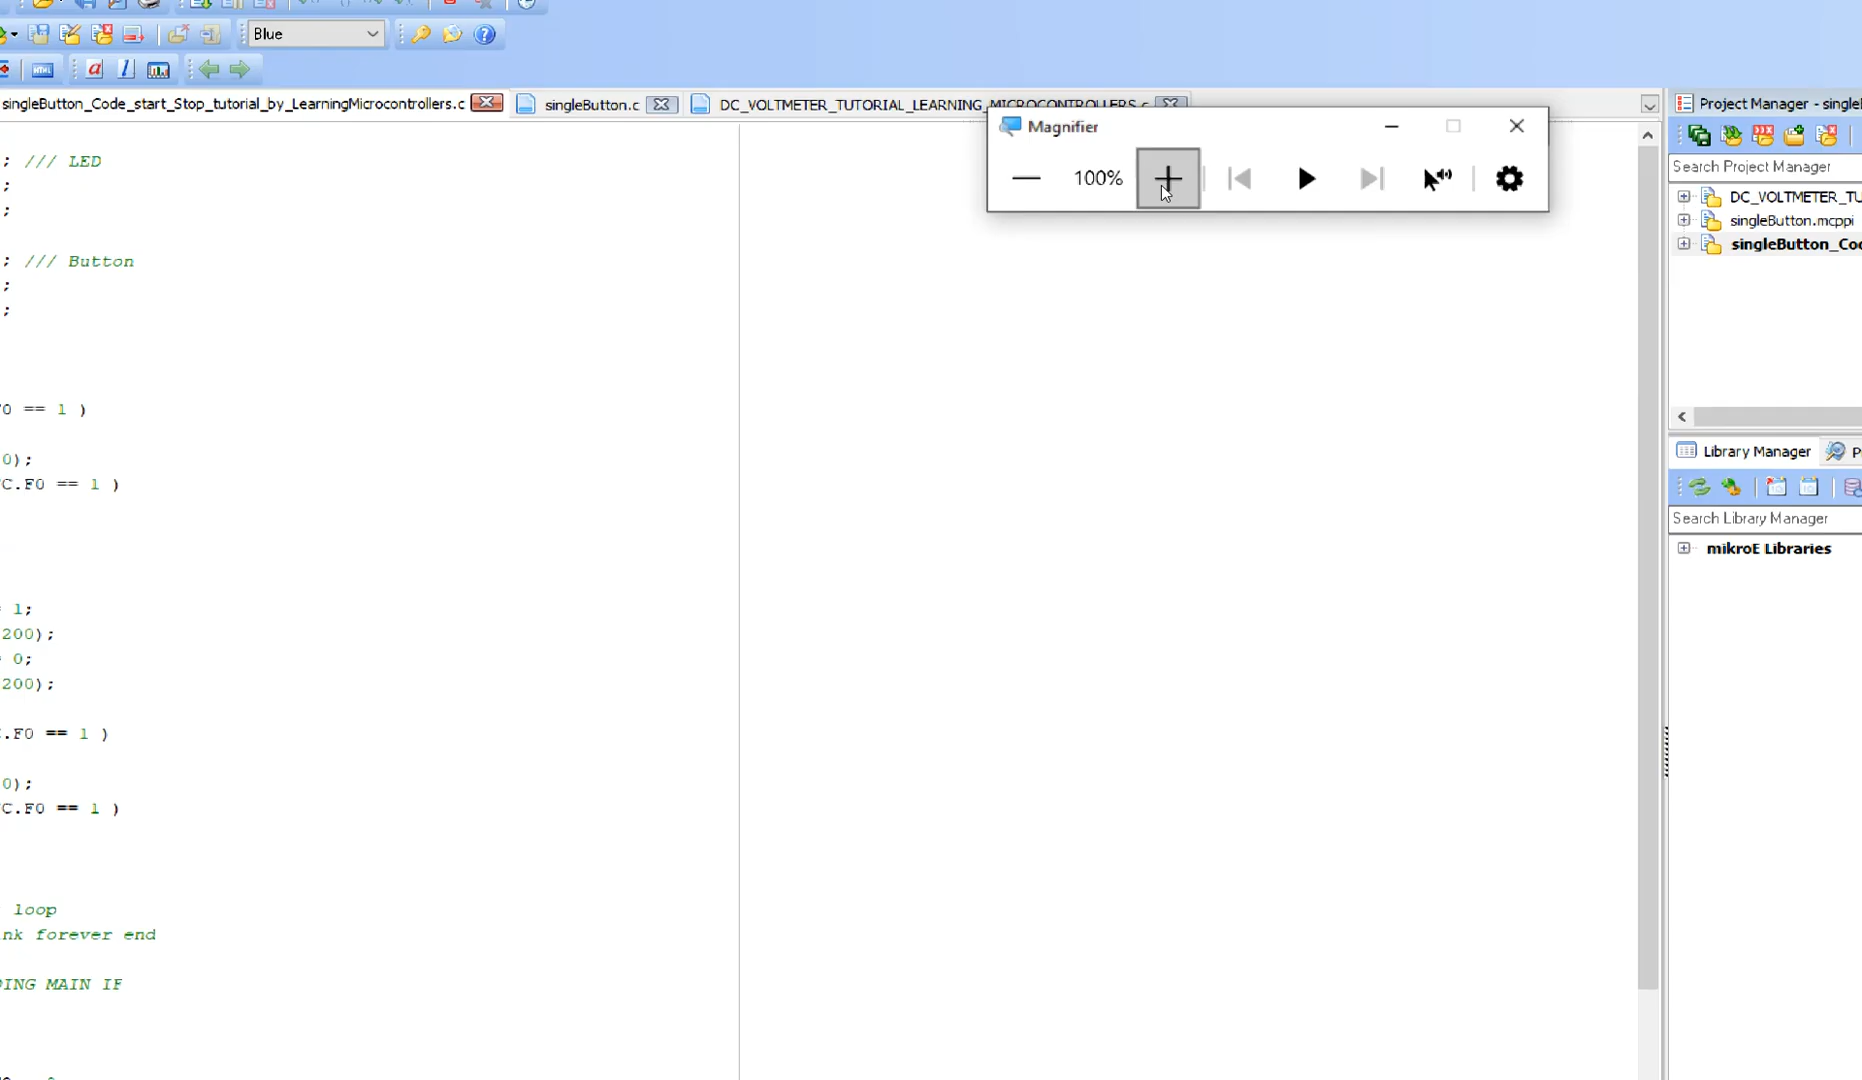 Blue
singleButton_Code_start_Stop_tutorial_by_LearningMicrocontrollers.c
singleButton.c
DC_VOLTMETER_TUTORIAL_LEARNING_MICROCONTROLLERS.c
Project Manager - single
Magnifier
100%
Search Project Manager
DC_VOLTMETER_TU
singleButton.mcppi
singleButton_Coc
Library Manager
P
Search Library Manager
mikroE Libraries
; /// LED
;
;
; /// Button
;
;
0 == 1 )
0);
C.F0 == 1 )
= 1;
200);
= 0;
200);
.F0 == 1 )
0);
C.F0 == 1 )
loop
nk forever end
DING MAIN IF